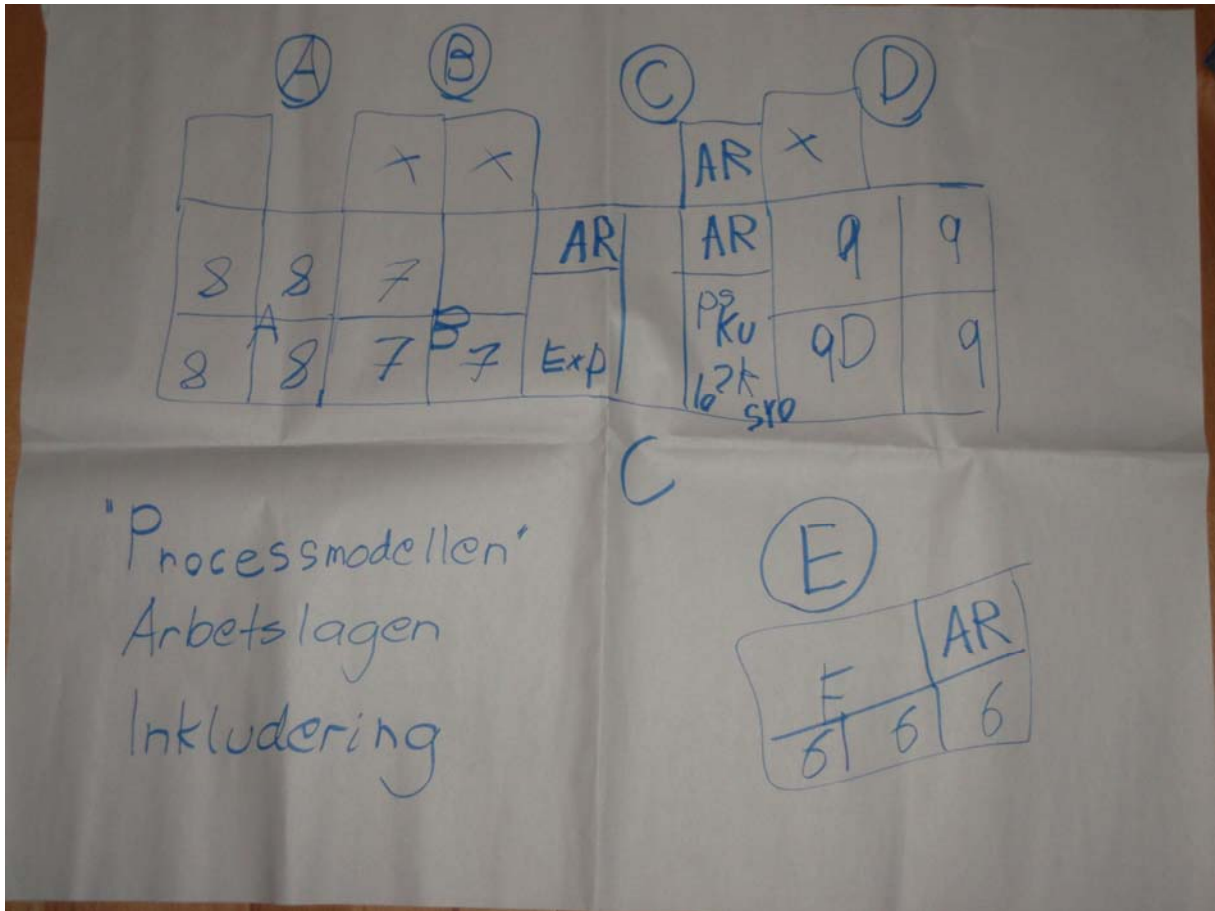 A B C D
x x AR x
8 8 7 AR AR 9 9
A B
8 8 7 7 Exp Ku 9D 9
SYO
C
"Processmodellen"
Arbetslagen
Inkludering
E
E AR
6 6 6